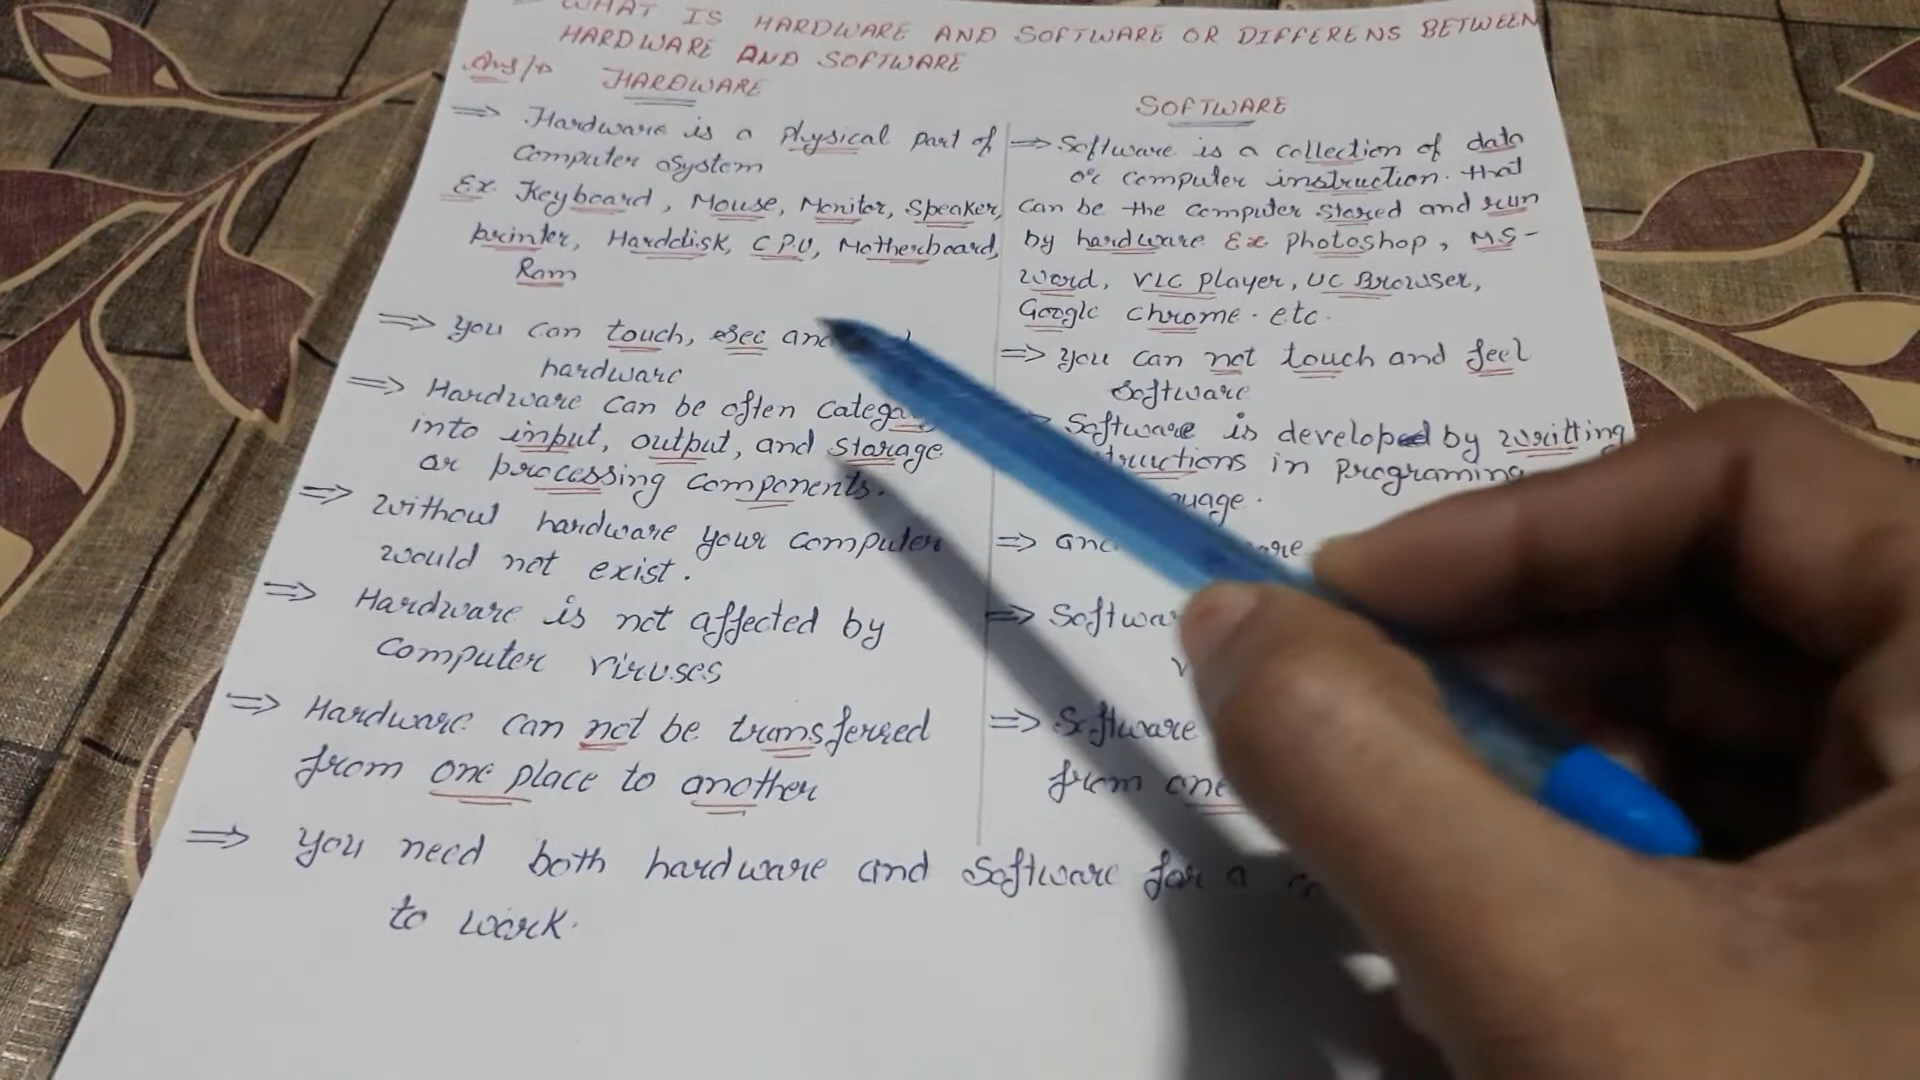 WHAT IS HARDWARE AND SOFTWARE OR DIFFERENS BETWEEN
HARDWARE AND SOFTWARE
Ans/>
HARDWARE
⇒ Hardware is a physical part of
Computer System
Ex. Keyboard, Mouse, Monitor, Speaker,
printer, Harddisk, C.P.U, Motherboard,
Ram
⇒ you can touch, see and
hardware
⇒ Hardware can be often
into input, output, and storage
or processing components.
⇒ without hardware your computer
would not exist.
⇒ Hardware is not affected by
Computer viruses
⇒ Hardware can not be transferred
from one place to another
SOFTWARE
⇒ Software is a collection of data
or computer instruction. that
can be the computer stored and run
by hardware Ex photoshop, MS-
word, VLC player, UC Browser,
Google chrome. etc.
⇒ you can not touch and feel
software
Software is developed by writting
in programing
⇒
⇒
⇒ Software
from one
⇒ you need both hardware and software for a
to work.